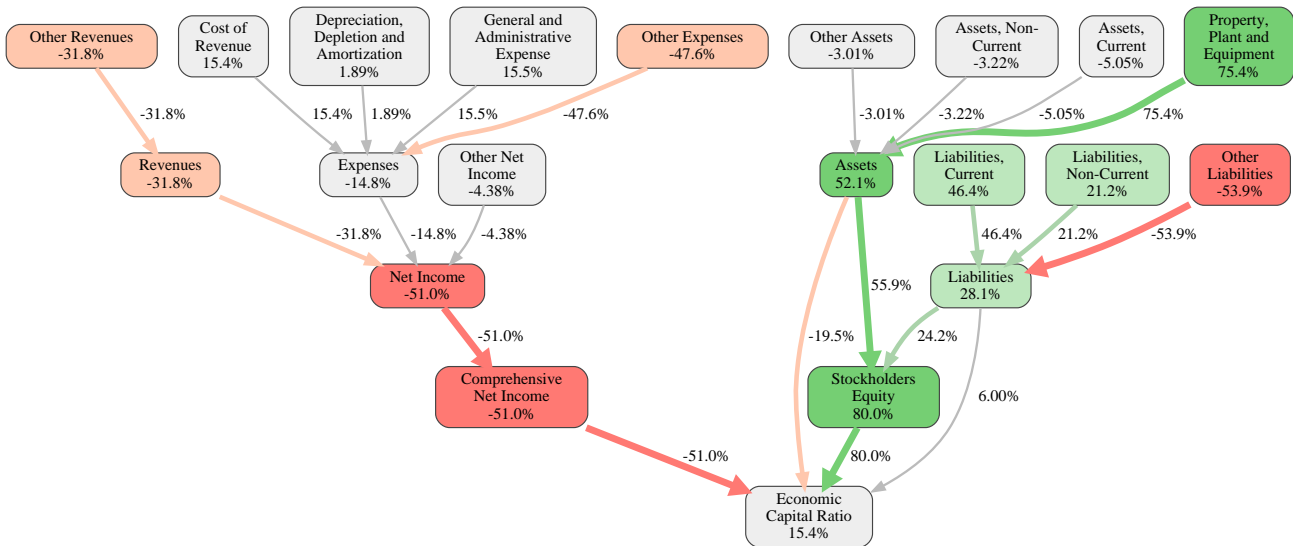 Other Revenues
-31.8%
Cost of
Revenue
15.4%
Depreciation,
Depletion and
Amortization
1.89%
General and
Administrative
Expense
15.5%
Other Expenses
-47.6%
Other Assets
-3.01%
Assets, Non-
Current
-3.22%
Assets,
Current
-5.05%
Property,
Plant and
Equipment
75.4%
-31.8%
15.4%
1.89%
15.5%
-47.6%
-3.01%
-3.22%
-5.05%
75.4%
Revenues
-31.8%
Expenses
-14.8%
Other Net
Income
-4.38%
Assets
52.1%
Liabilities,
Current
46.4%
Liabilities,
Non-Current
21.2%
Other
Liabilities
-53.9%
-31.8%
-14.8%
-4.38%
46.4%
21.2%
-53.9%
Net Income
-51.0%
55.9%
Liabilities
28.1%
-51.0%
-19.5%
24.2%
Comprehensive
Net Income
-51.0%
Stockholders
Equity
80.0%
6.00%
-51.0%
80.0%
Economic
Capital Ratio
15.4%